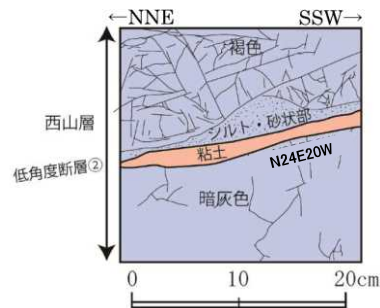 ←NNE SSW→
褐色
西山層
シルト・砂状部
粘土
N24E20W
低角度断層②
暗灰色
0 10 20cm